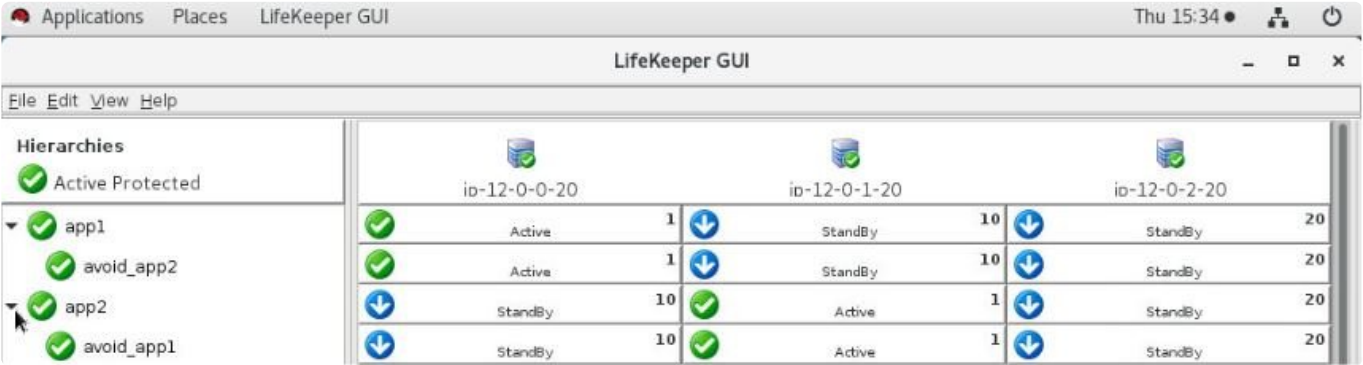 Applications Places LifeKeeper GUI Thu 15:34
LifeKeeper GUI
File Edit View Help
Hierarchies
Active Protected
ip-12-0-0-20 ip-12-0-1-20 ip-12-0-2-20
app1 Active 1 StandBy 10 StandBy 20
avoid_app2 Active 1 StandBy 10 StandBy 20
app2 StandBy 10 Active 1 StandBy 20
avoid_app1 StandBy 10 Active 1 StandBy 20